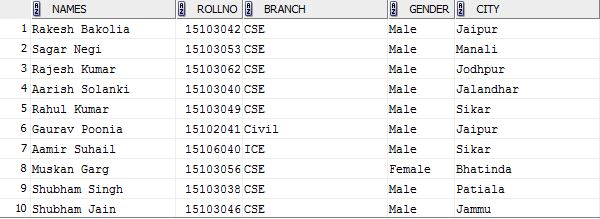 NAMES ROLLNO BRANCH GENDER CITY
1 Rakesh Bakolia 15103042 CSE Male Jaipur
2 Sagar Negi 15103053 CSE Male Manali
3 Rajesh Kumar 15103062 CSE Male Jodhpur
4 Aarish Solanki 15103040 CSE Male Jalandhar
5 Rahul Kumar 15103049 CSE Male Sikar
6 Gaurav Poonia 15102041 Civil Male Jaipur
7 Aamir Suhail 15106040 ICE Male Sikar
8 Muskan Garg 15103056 CSE Female Bhatinda
9 Shubham Singh 15103038 CSE Male Patiala
10 Shubham Jain 15103046 CSE Male Jammu